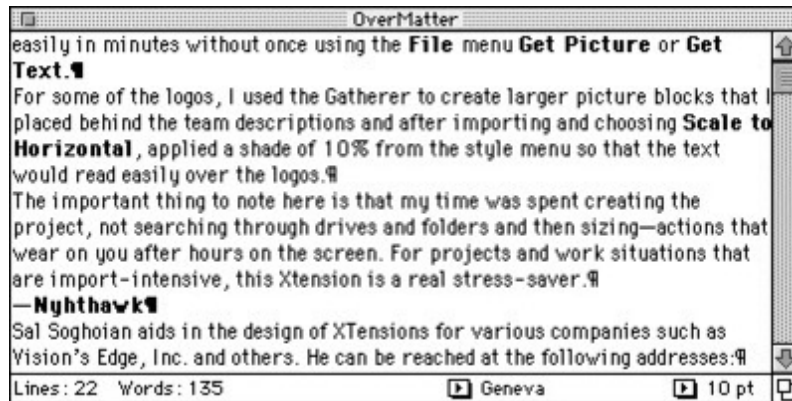 OverMatter
easily in minutes without once using the File menu Get Picture or Get
Text.¶
For some of the logos, I used the Gatherer to create larger picture blocks that I
placed behind the team descriptions and after importing and choosing Scale to
Horizontal, applied a shade of 10% from the style menu so that the text
would read easily over the logos.¶
The important thing to note here is that my time was spent creating the
project, not searching through drives and folders and then sizing—actions that
wear on you after hours on the screen. For projects and work situations that
are import-intensive, this Xtension is a real stress-saver.¶
—Nyhthawk¶
Sal Soghoian aids in the design of XTensions for various companies such as
Vision's Edge, Inc. and others. He can be reached at the following addresses:¶
Lines: 22 Words: 135 Geneva 10 pt